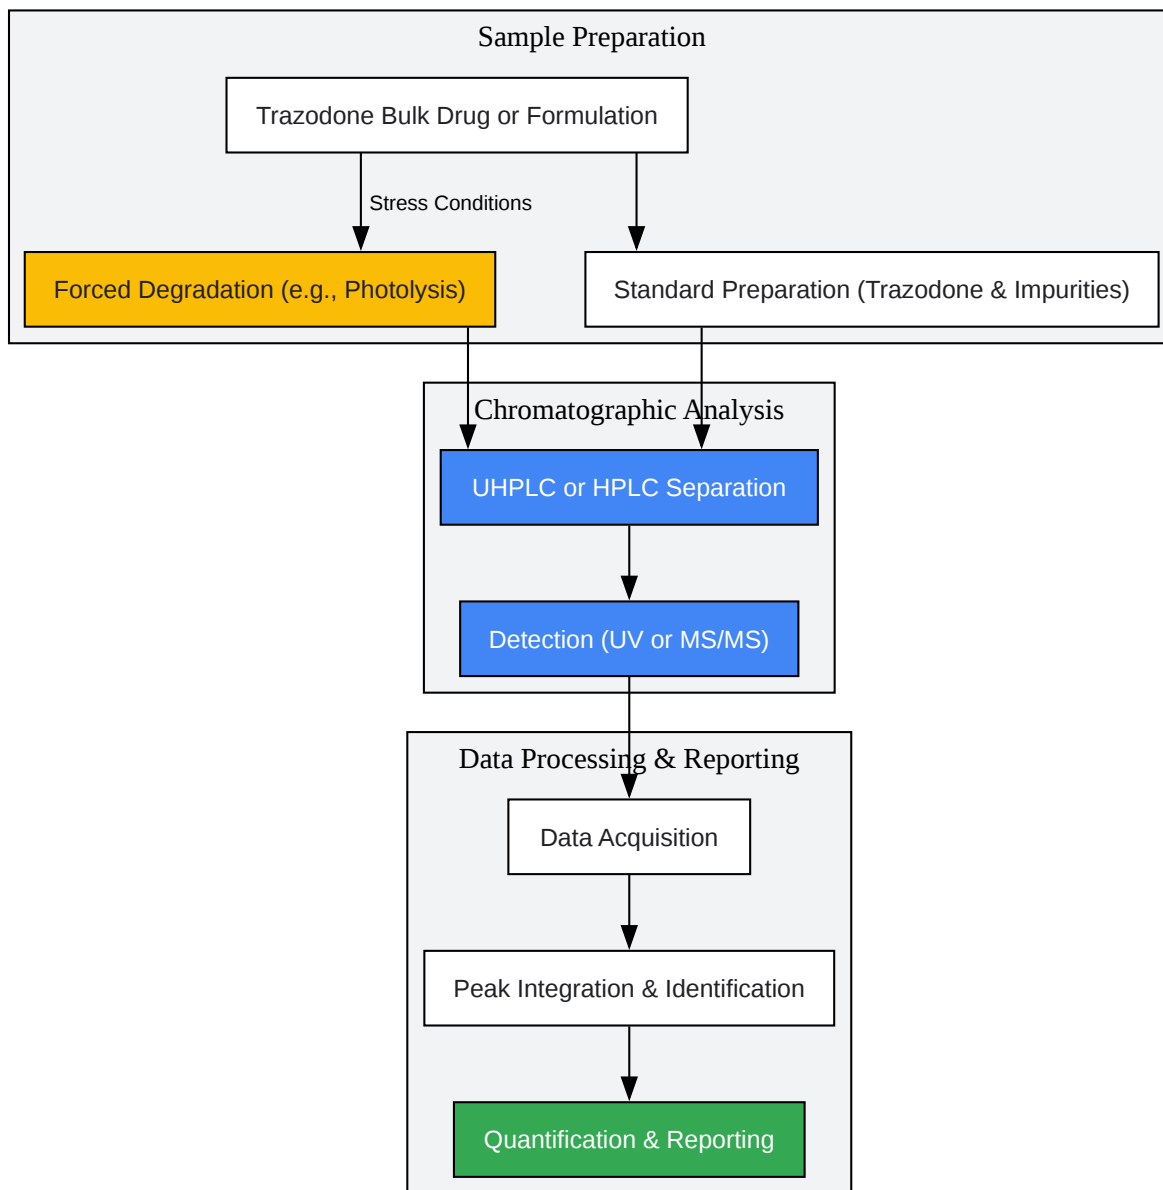 Sample Preparation
Trazodone Bulk Drug or Formulation
Stress Conditions
Forced Degradation (e.g., Photolysis)
Standard Preparation (Trazodone & Impurities)
Chromatographic Analysis
UHPLC or HPLC Separation
Detection (UV or MS/MS)
Data Processing & Reporting
Data Acquisition
Peak Integration & Identification
Quantification & Reporting